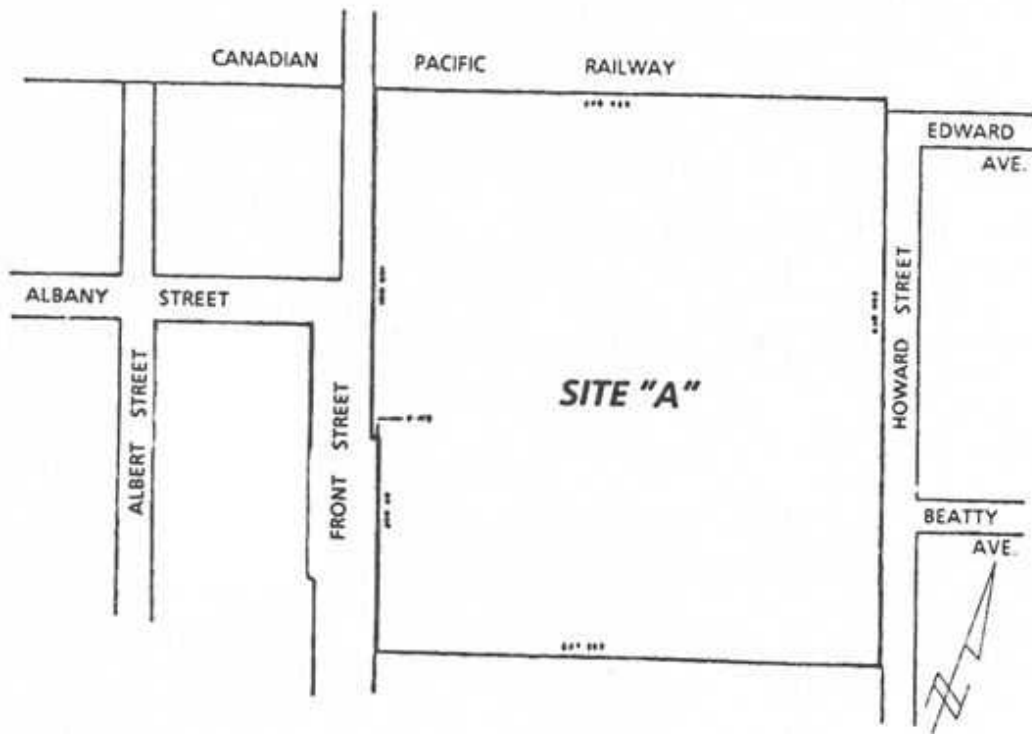 CANADIAN PACIFIC RAILWAY
EDWARD
AVE.
ALBANY STREET
HOWARD STREET
SITE "A"
ALBERT STREET
FRONT STREET
BEATTY
AVE.